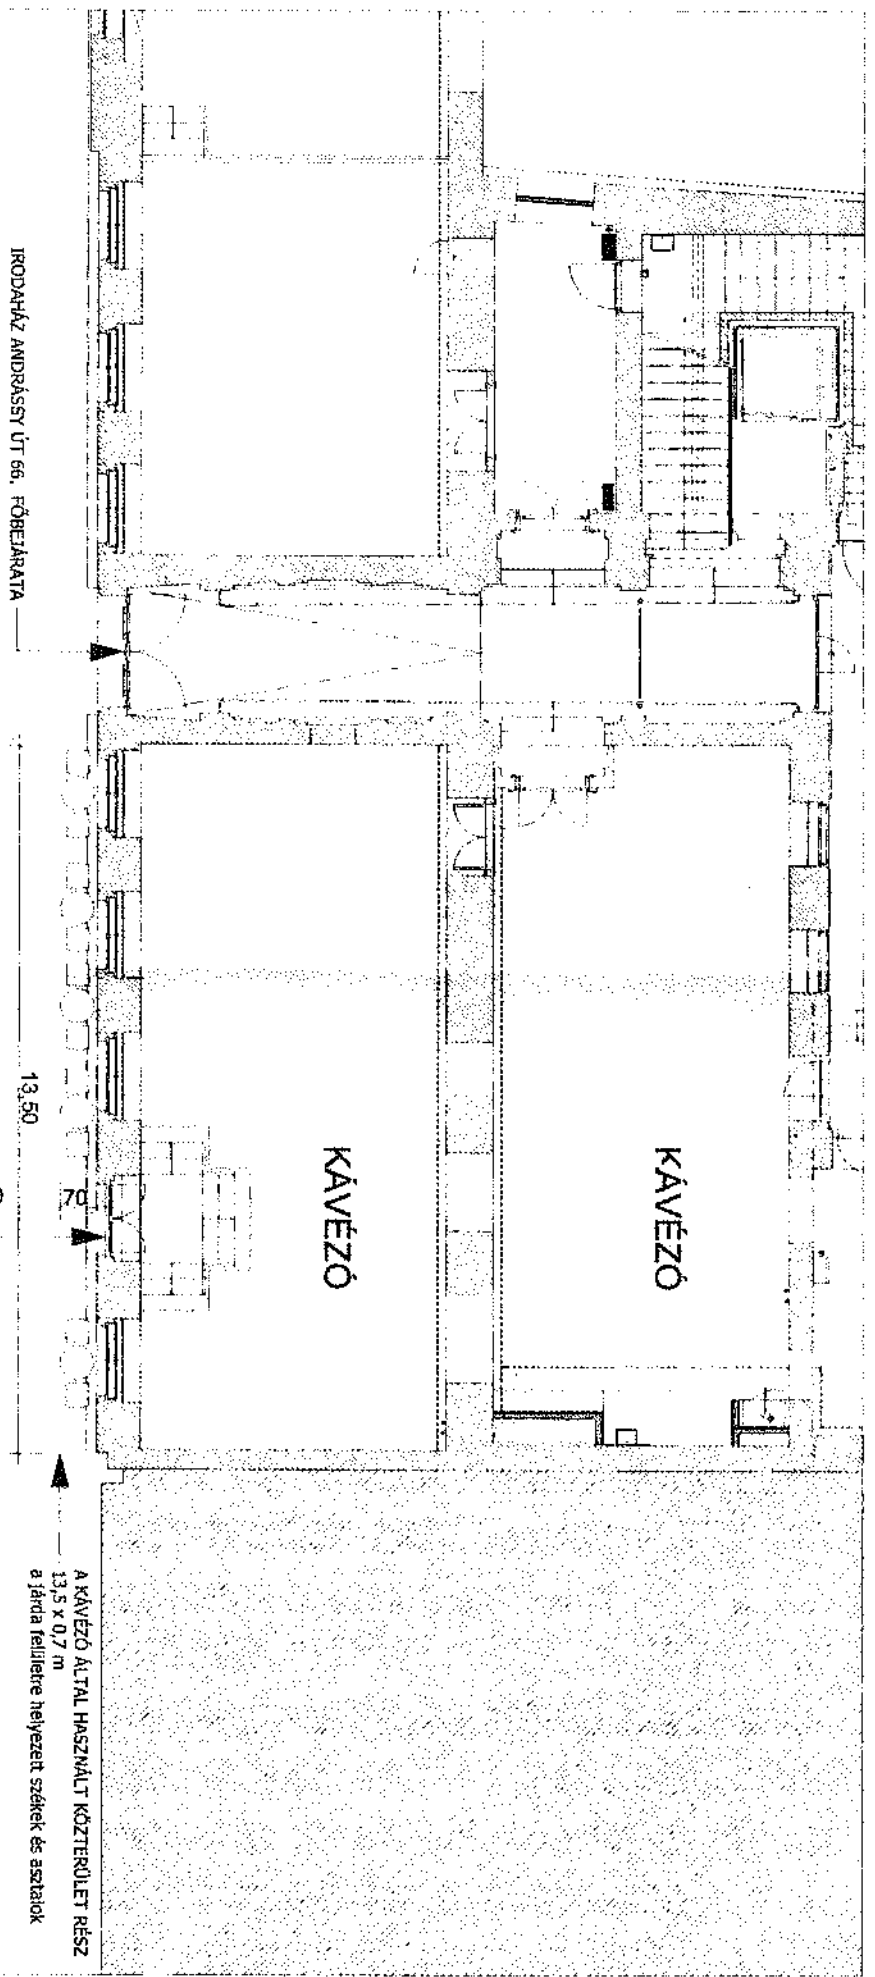 IRODAHÁZ ANDRÁSSY ÚT 66. FŐBEJÁRATA
KÁVÉZÓ
KÁVÉZÓ
70
13,50
A KÁVÉZÓ ÁLTAL HASZNÁLT KÖZTERÜLET RÉSZ
13,5 x 0,7 m
a járda felületre helyezett székek és asztalok